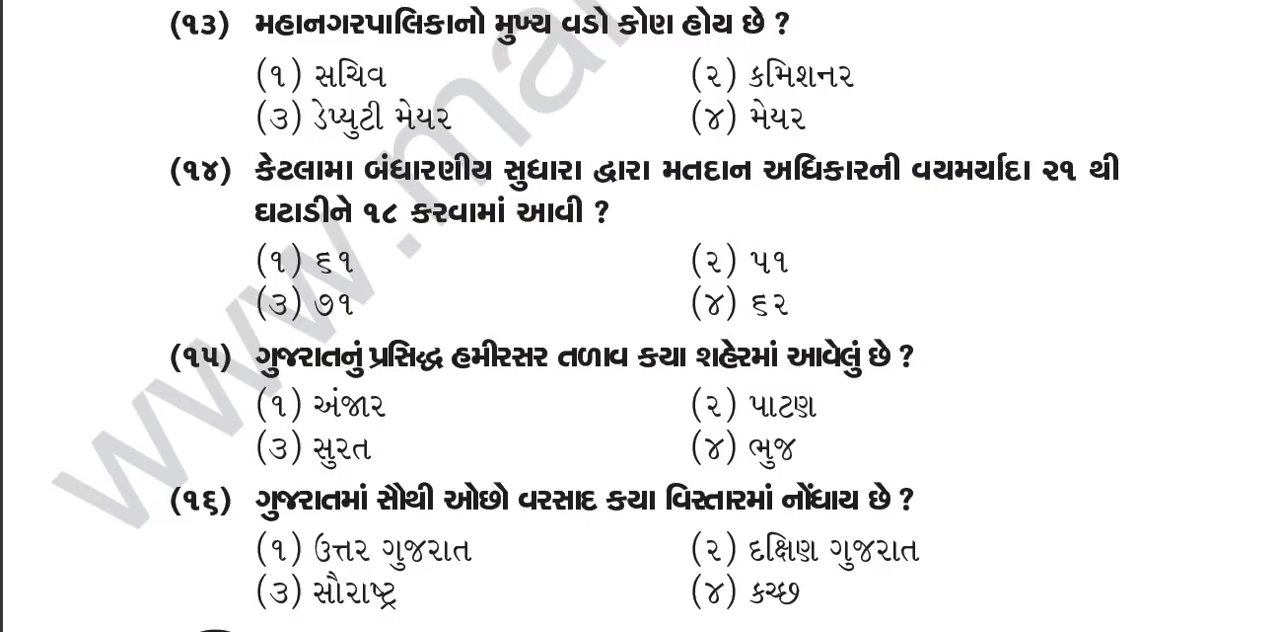 (૧૩) મહાનગરપાલિકાનો મુખ્ય વડો કોણ હોય છે ?
(૧) સચિવ (૨) કમિશનર
(૩) ડેપ્યુટી મેયર (૪) મેયર
(૧૪) કેટલામા બંધારણીય સુધારા દ્વારા મતદાન અધિકારની વયમર્યાદા ૨૧ થી
ઘટાડીને ૧૮ કરવામાં આવી ?
(૧) ૬૧ (૨) ૫૧
(૩) ૭૧ (૪) ૬૨
(૧૫) ગુજરાતનું પ્રસિદ્ધ હમીરસર તળાવ કયા શહેરમાં આવેલું છે ?
(૧) અંજાર (૨) પાટણ
(૩) સુરત (૪) ભુજ
(૧૬) ગુજરાતમાં સૌથી ઓછો વરસાદ કયા વિસ્તારમાં નોંધાય છે ?
(૧) ઉત્તર ગુજરાત (૨) દક્ષિણ ગુજરાત
(૩) સૌરાષ્ટ્ર (૪) કચ્છ